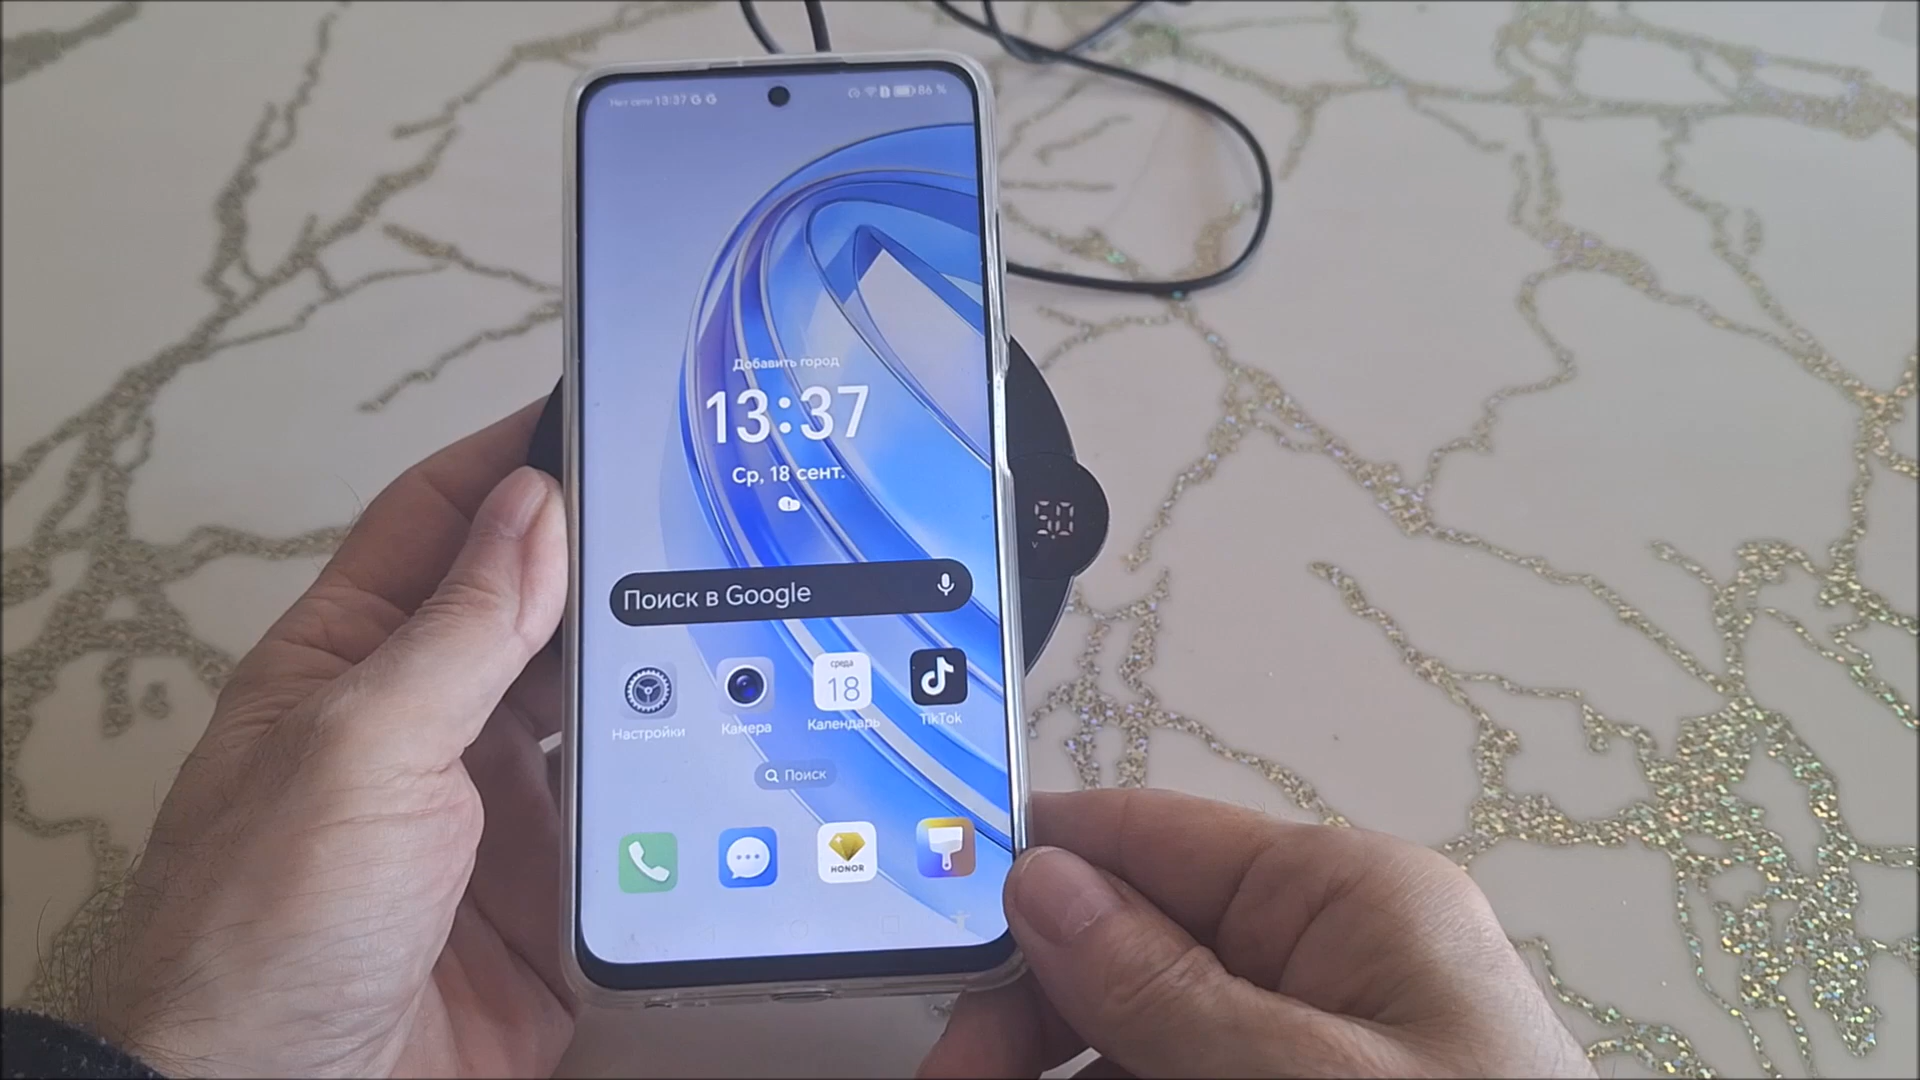 Нет сети 13:37 G G 86 %
Добавить город
13:37
Ср, 18 сент.
Поиск в Google
среда
18
Настройки Камера Календарь TikTok
Поиск
HONOR
5.0
V